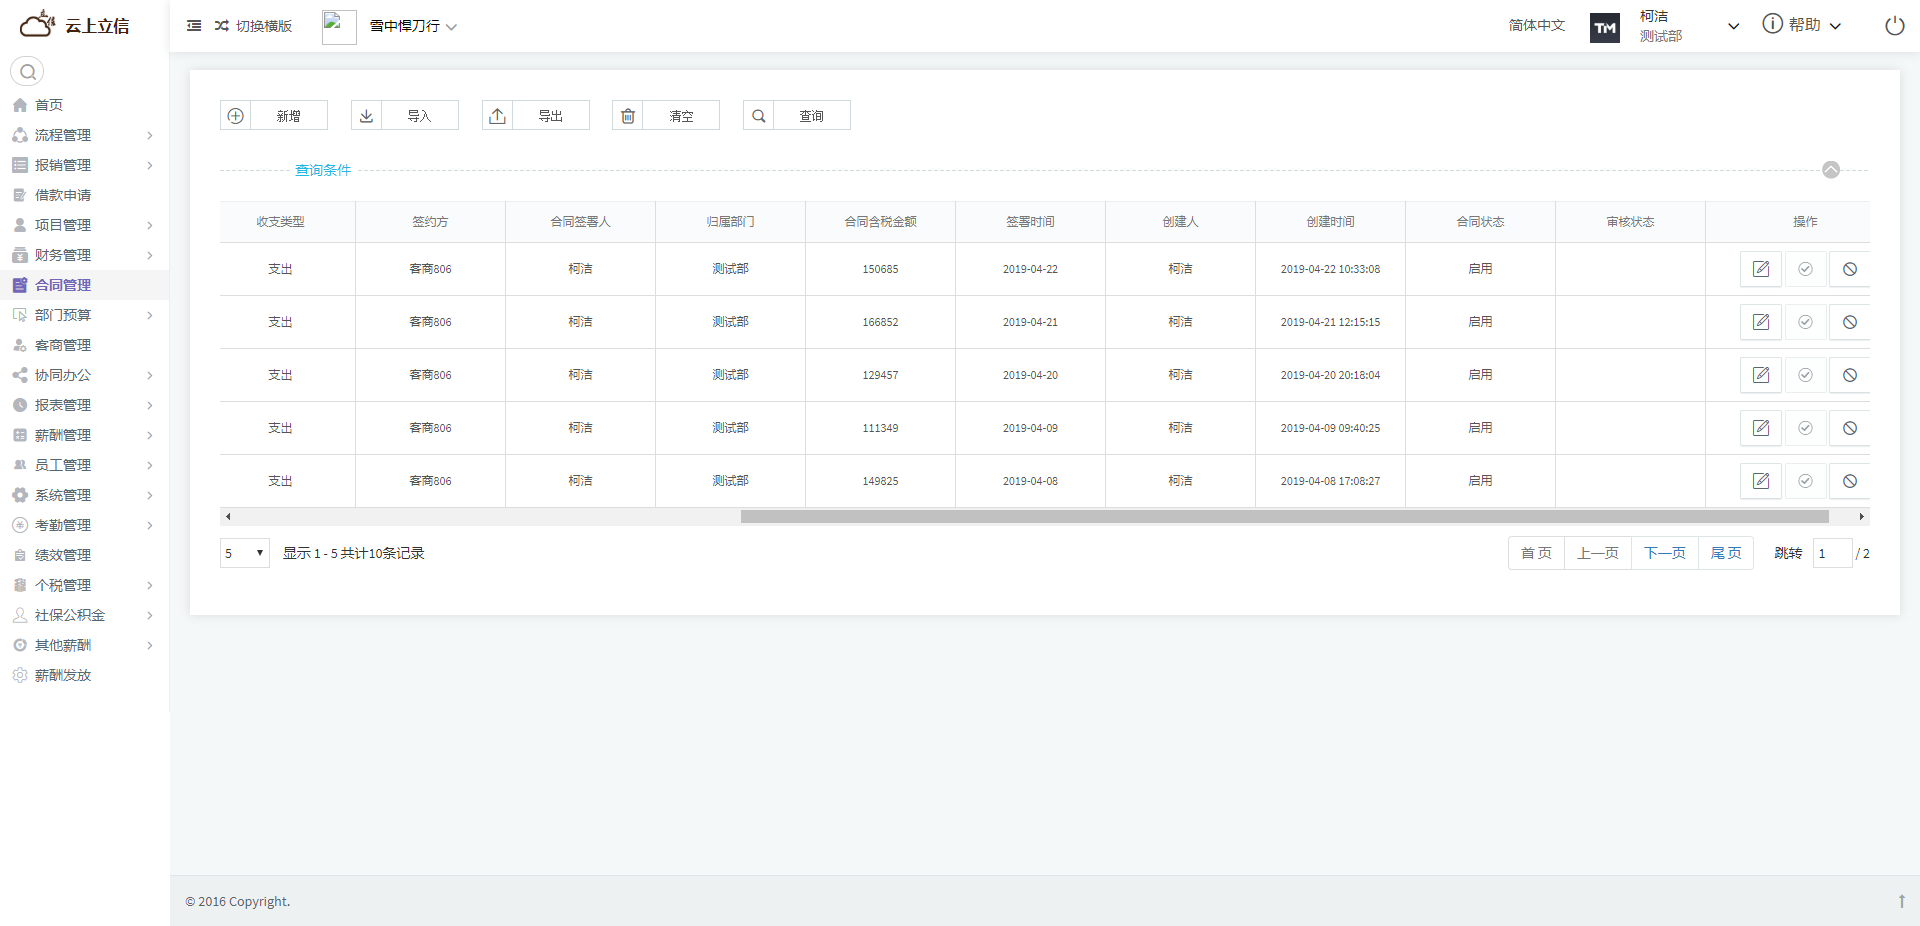 云上立信
切换横版
雪中悍刀行
简体中文
TM
柯洁
测试部
帮助
首页
流程管理
报销管理
借款申请
项目管理
财务管理
合同管理
部门预算
客商管理
协同办公
报表管理
薪酬管理
员工管理
系统管理
考勤管理
绩效管理
个税管理
社保公积金
其他薪酬
薪酬发放
新增 导入 导出 清空 查询
查询条件
收支类型 签约方 合同签署人 归属部门 合同含税金额 签署时间 创建人 创建时间 合同状态 审核状态 操作
支出 客商806 柯洁 测试部 150685 2019-04-22 柯洁 2019-04-22 10:33:08 启用
支出 客商806 柯洁 测试部 166852 2019-04-21 柯洁 2019-04-21 12:15:15 启用
支出 客商806 柯洁 测试部 129457 2019-04-20 柯洁 2019-04-20 20:18:04 启用
支出 客商806 柯洁 测试部 111349 2019-04-09 柯洁 2019-04-09 09:40:25 启用
支出 客商806 柯洁 测试部 149825 2019-04-08 柯洁 2019-04-08 17:08:27 启用
5 显示 1 - 5 共计10条记录
首页 上一页 下一页 尾页 跳转 1 / 2
© 2016 Copyright.